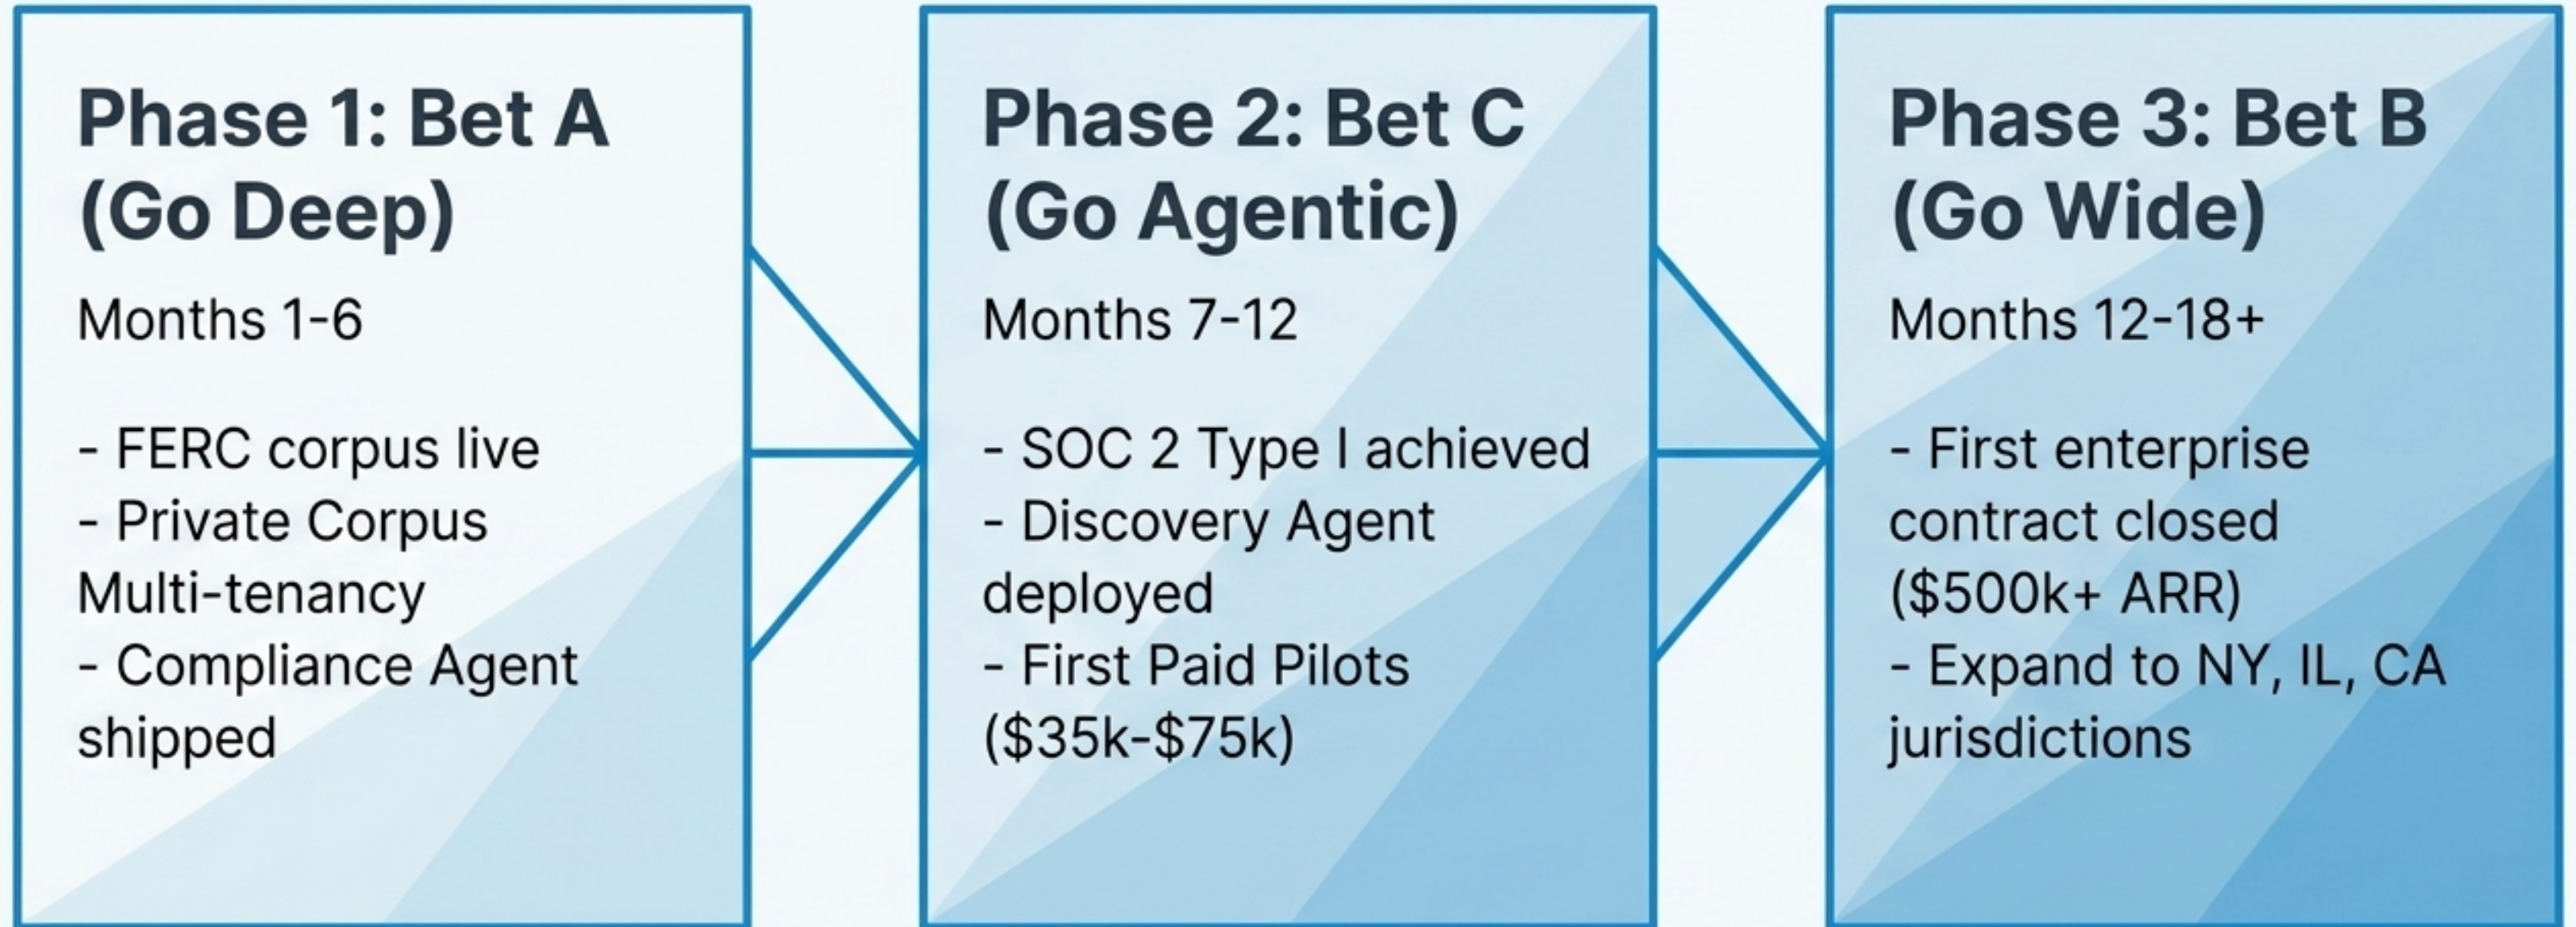 Phase 1: Bet A
(Go Deep)
Months 1-6
- FERC corpus live
- Private Corpus
Multi-tenancy
- Compliance Agent
shipped
Phase 2: Bet C
(Go Agentic)
Months 7-12
- SOC 2 Type I achieved
- Discovery Agent
deployed
- First Paid Pilots
($35k-$75k)
Phase 3: Bet B
(Go Wide)
Months 12-18+
- First enterprise
contract closed
($500k+ ARR)
- Expand to NY, IL, CA
jurisdictions